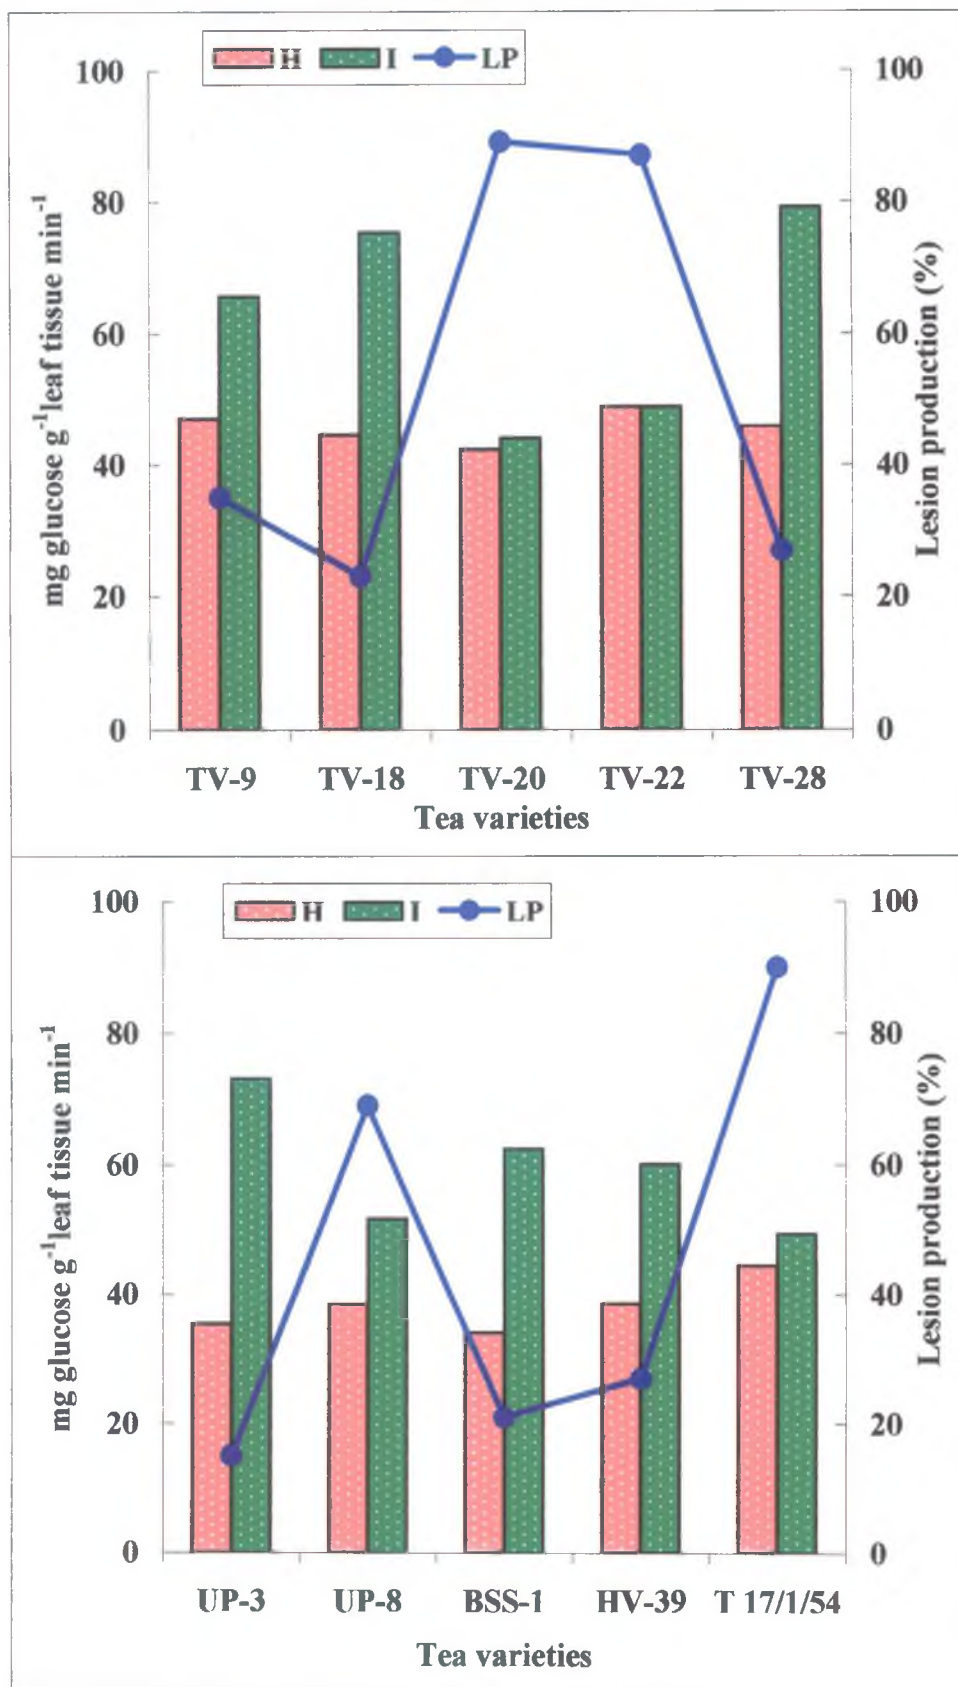 H I LP
100 100
80 80
60 60
40 40
20 20
0 0
mg glucose g⁻¹leaf tissue min⁻¹
Lesion production (%)
TV-9 TV-18 TV-20 TV-22 TV-28
Tea varieties
H I LP
100 100
80 80
60 60
40 40
20 20
0 0
mg glucose g⁻¹leaf tissue min⁻¹
Lesion production (%)
UP-3 UP-8 BSS-1 HV-39 T 17/1/54
Tea varieties